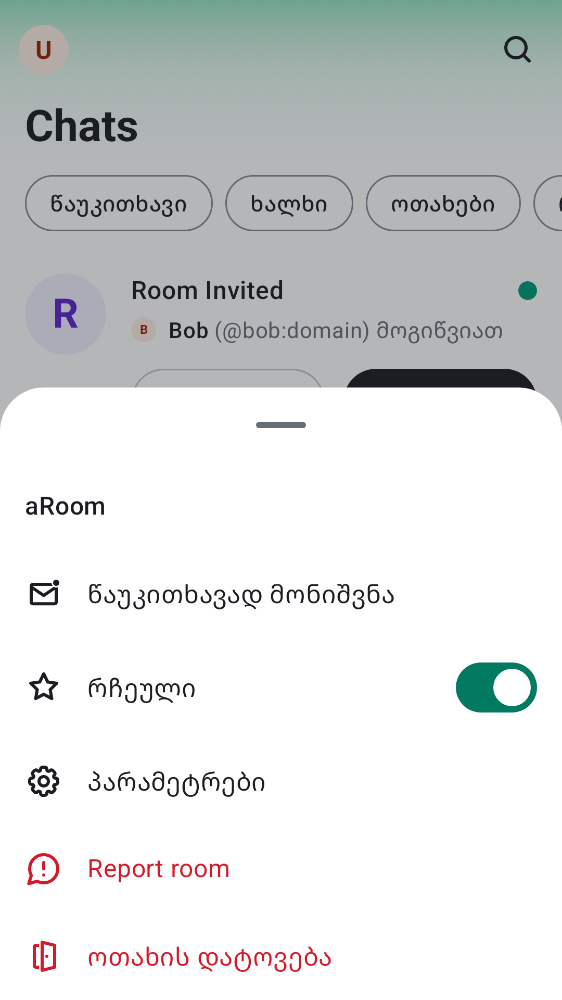 U
Chats
წაუკითხავი
ხალხი
ოთახები
R
Room Invited
B
Bob (@bob:domain) მოგიწვიათ
aRoom
წაუკითხავად მონიშვნა
რჩეული
პარამეტრები
Report room
ოთახის დატოვება